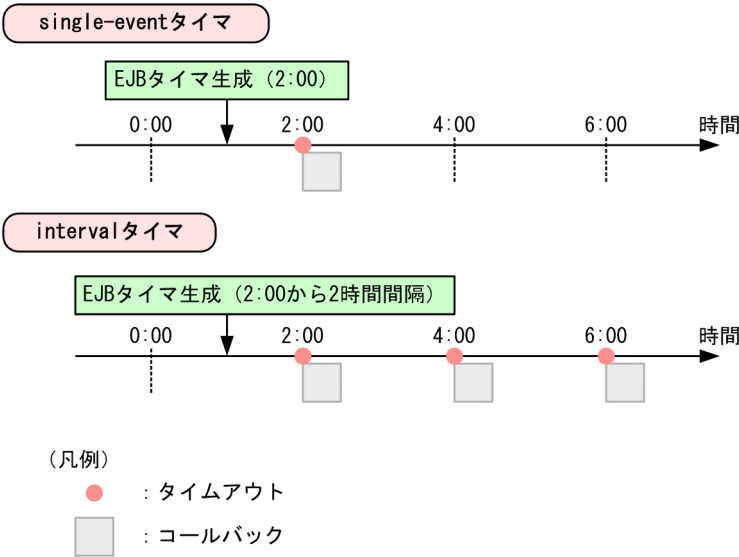 single-eventタイマ
EJBタイマ生成（2:00）
0:00 2:00 4:00 6:00 時間
intervalタイマ
EJBタイマ生成（2:00から2時間間隔）
0:00 2:00 4:00 6:00 時間
（凡例）
：タイムアウト
：コールバック